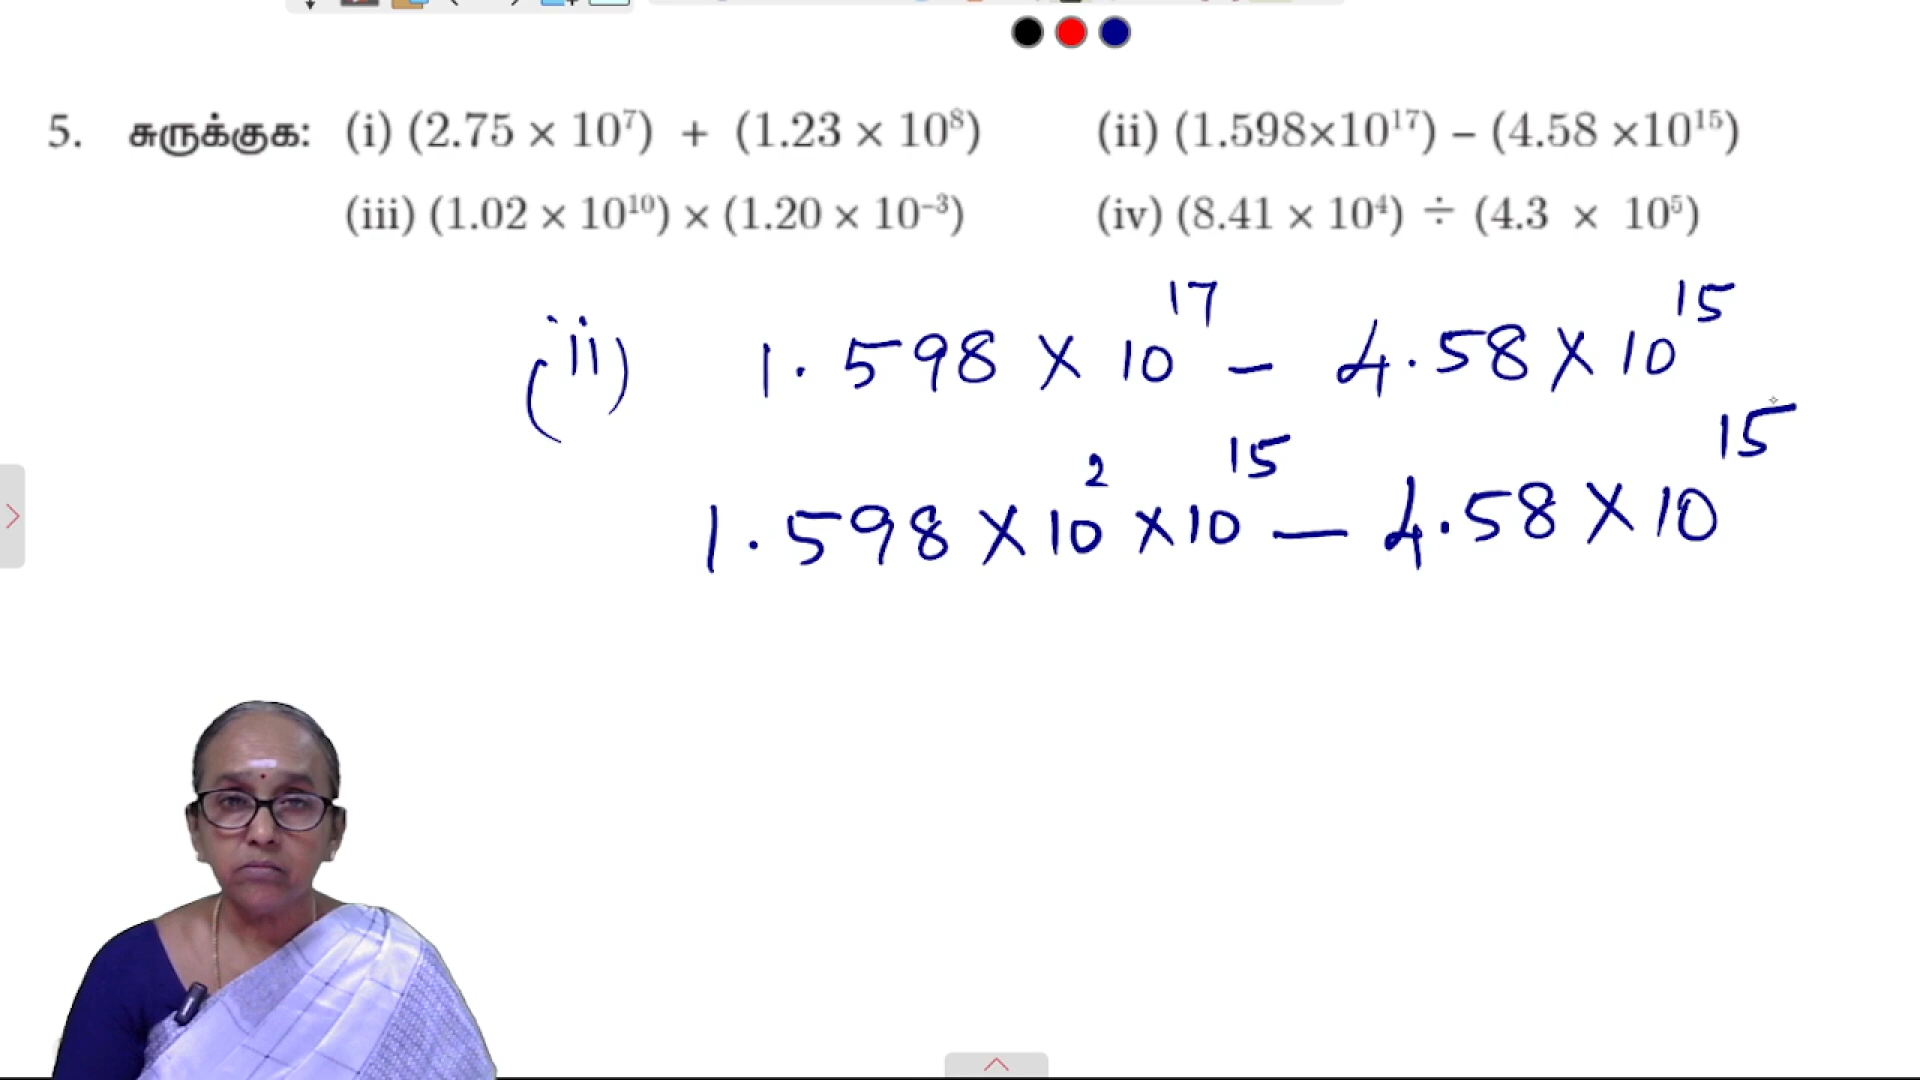 5. சுருக்குக: (i) (2.75 × 10⁷) + (1.23 × 10⁸) (ii) (1.598×10¹⁷) – (4.58 ×10¹⁵)
(iii) (1.02 × 10¹⁰) × (1.20 × 10⁻³) (iv) (8.41 × 10⁴) ÷ (4.3 × 10⁵)
(ii) 1.598 × 10¹⁷ – 4.58 × 10¹⁵
1.598 × 10² × 10¹⁵ – 4.58 × 10¹⁵